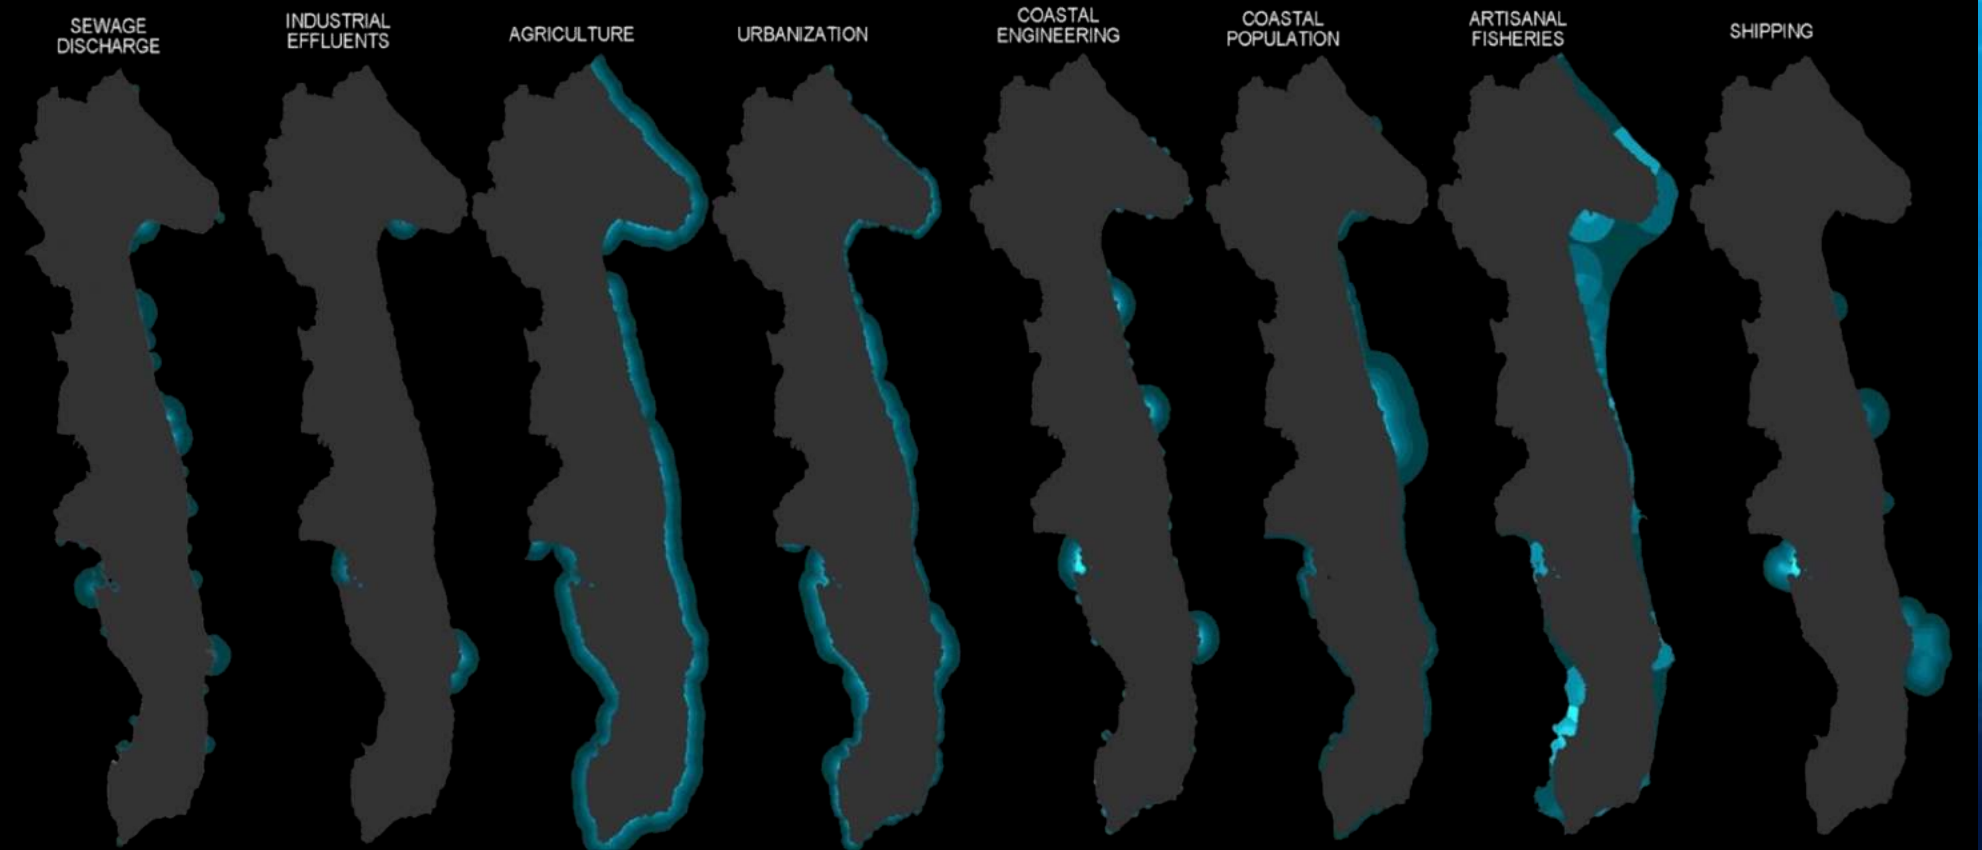 SEWAGE
DISCHARGE
INDUSTRIAL
EFFLUENTS
AGRICULTURE
URBANIZATION
COASTAL
ENGINEERING
COASTAL
POPULATION
ARTISANAL
FISHERIES
SHIPPING